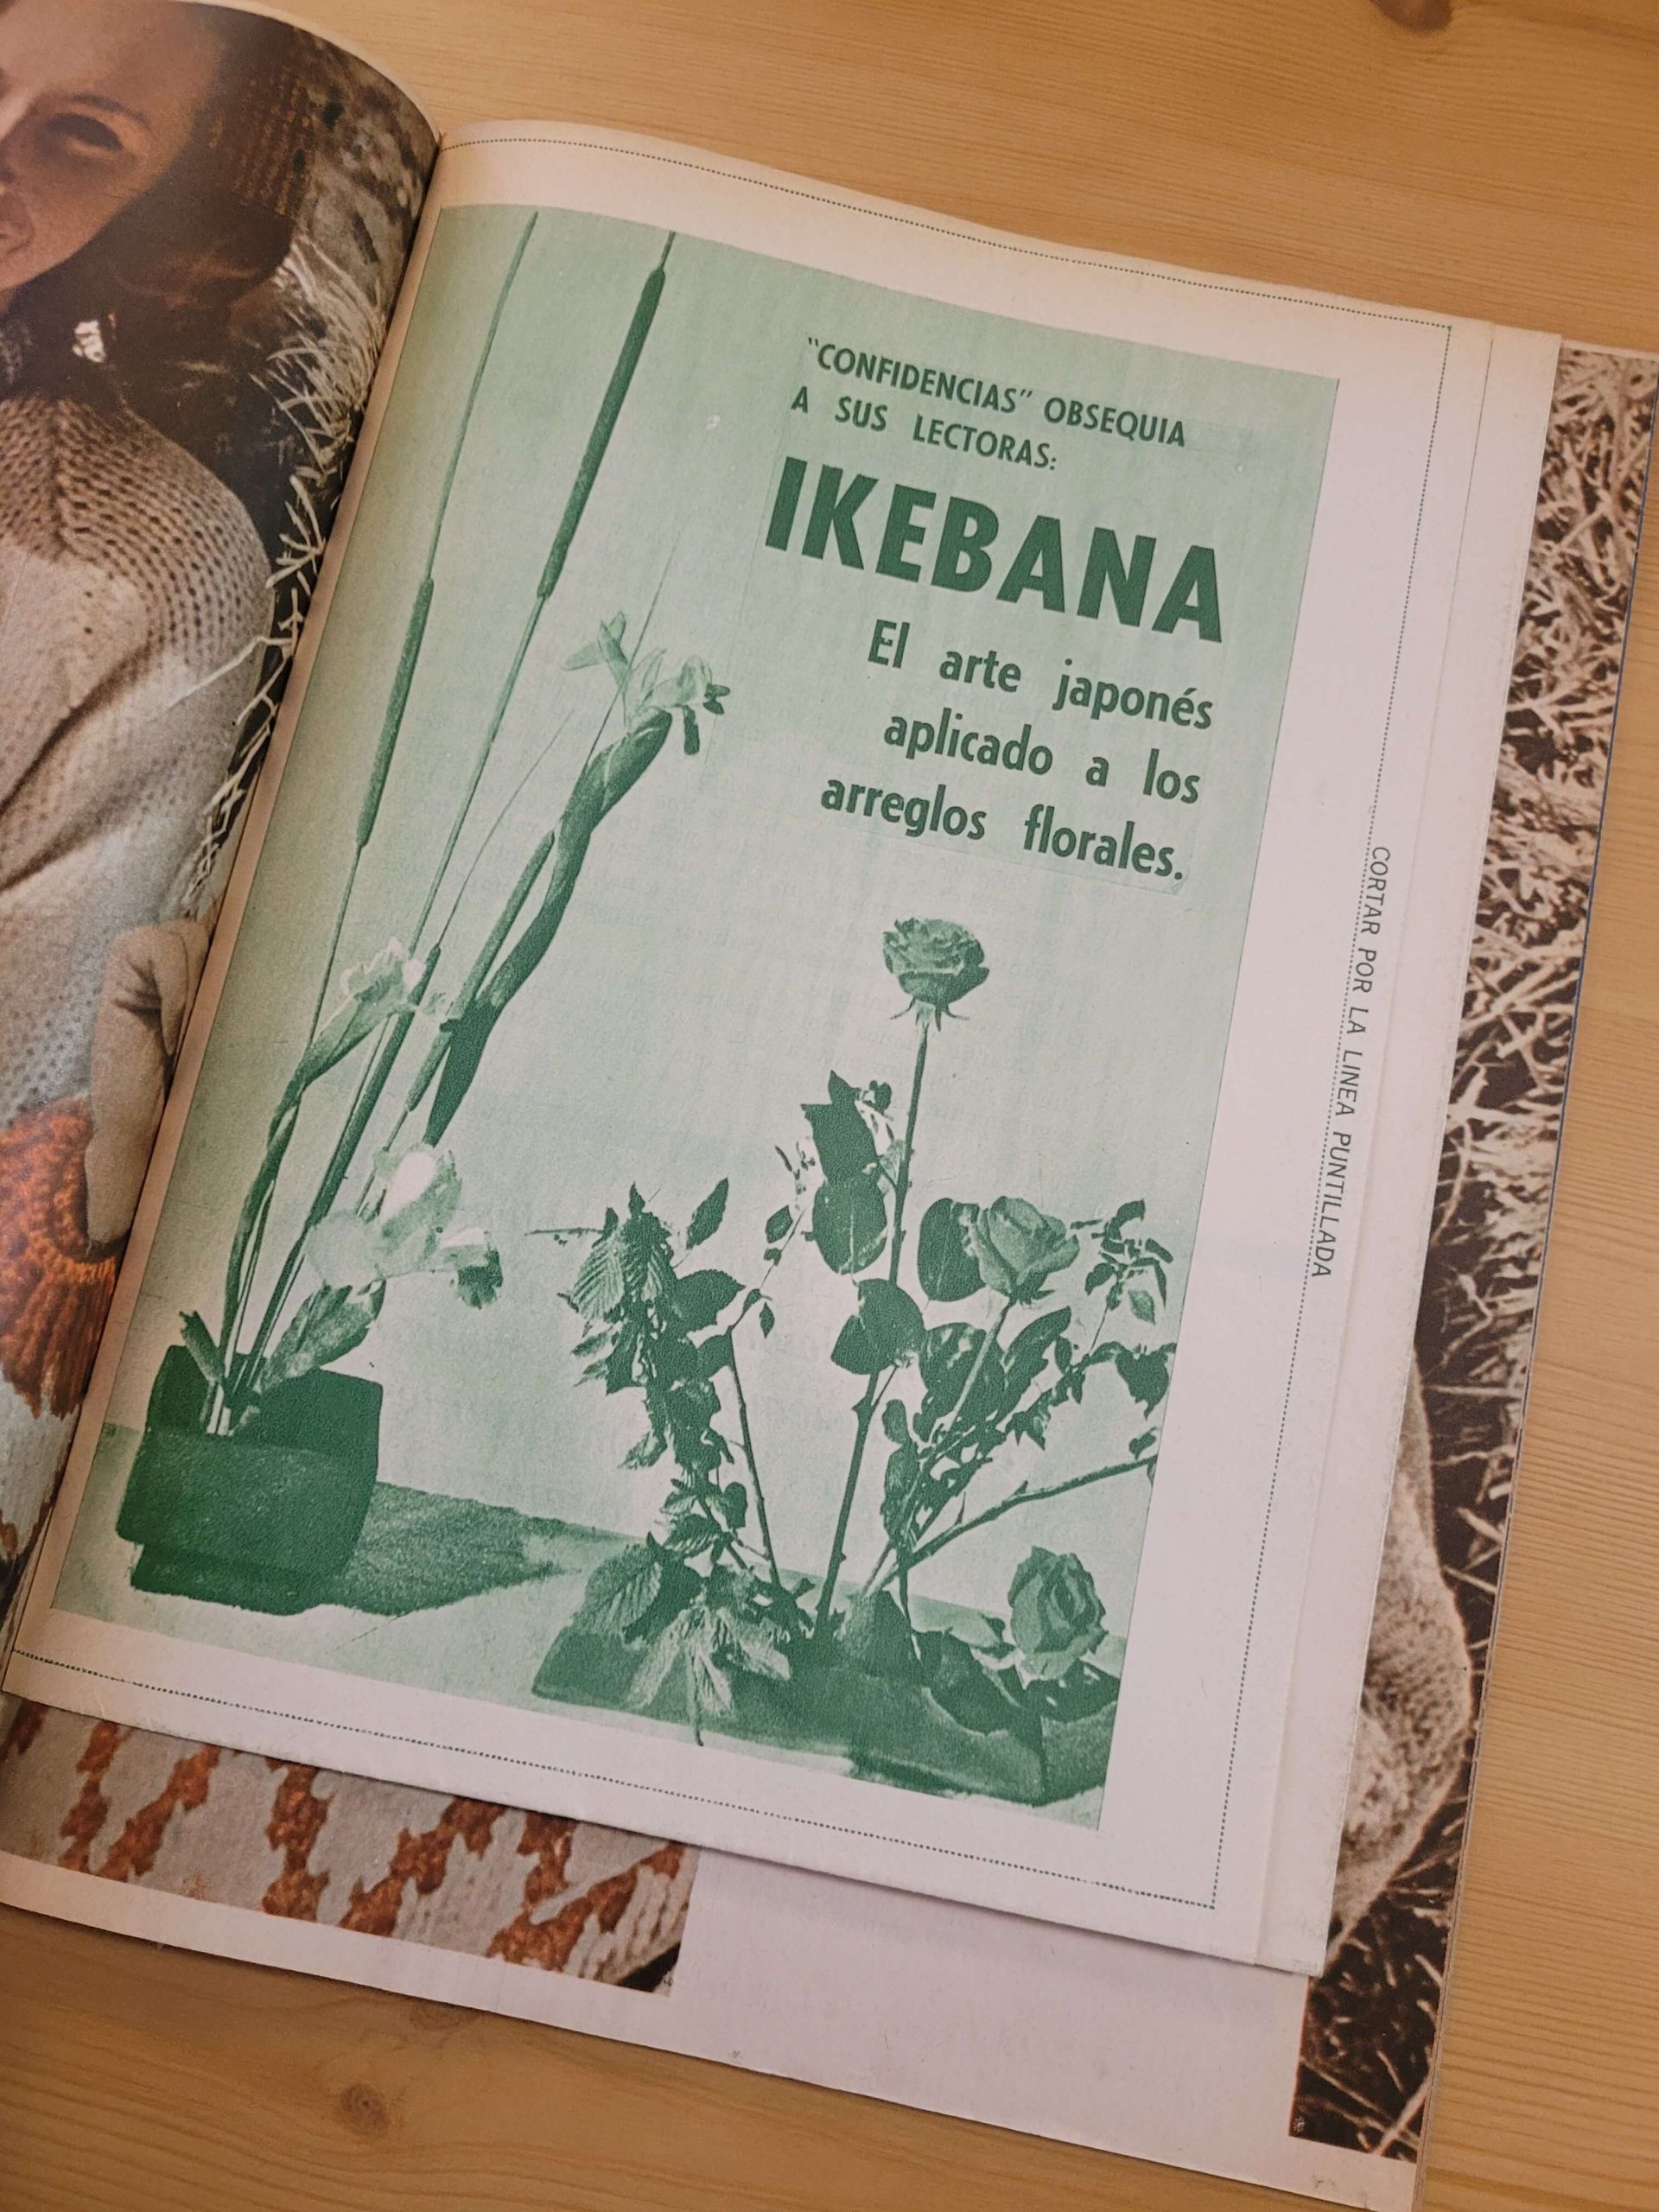 "CONFIDENCIAS" OBSEQUIA
A SUS LECTORAS:
IKEBANA
El arte japonés
aplicado a los
arreglos florales.
CORTAR POR LA LINEA PUNTILLADA